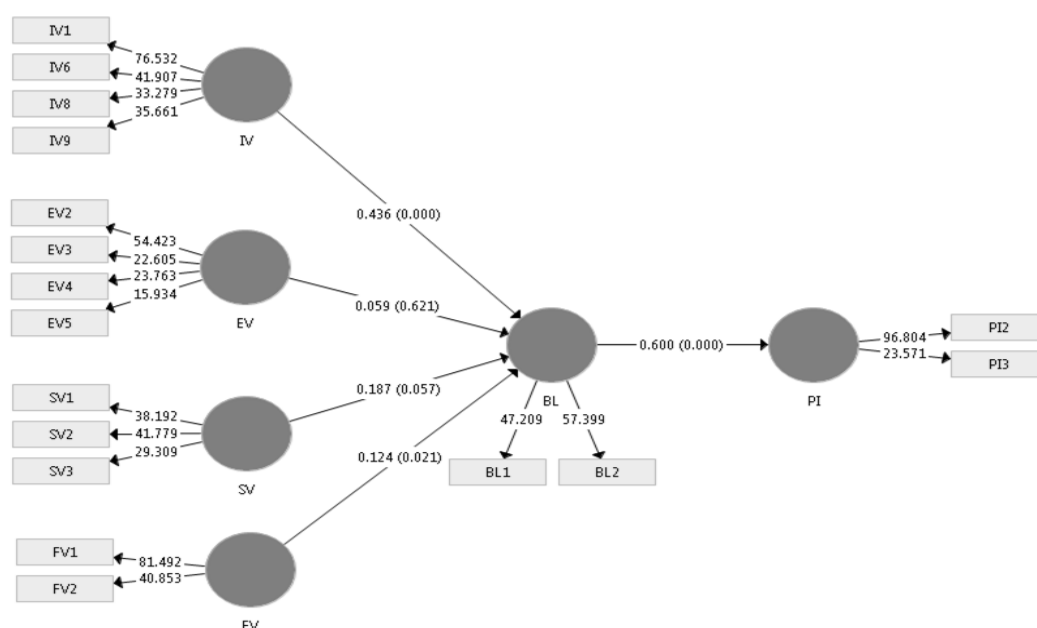 IV1
IV6
IV8
IV9
76.532
41.907
33.279
35.661
IV
0.436 (0.000)
EV2
EV3
EV4
EV5
54.423
22.605
23.763
15.934
EV
0.059 (0.621)
SV1
SV2
SV3
38.192
41.779
29.309
SV
0.187 (0.057)
FV1
FV2
81.492
40.853
0.124 (0.021)
BL
47.209
57.399
BL1
BL2
0.600 (0.000)
PI
96.804
23.571
PI2
PI3